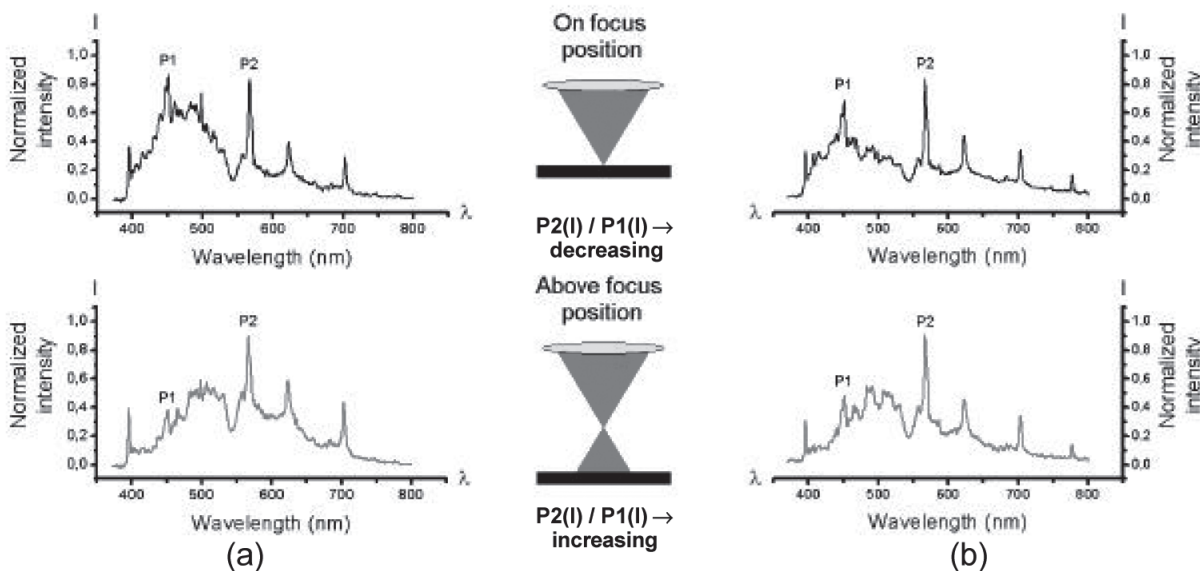 I
Normalized
intensity
1,0
0,8
0,6
0,4
0,2
0,0
P1
P2
400 500 600 700 800
λ
Wavelength (nm)
On focus
position
P2(I) / P1(I) →
decreasing
I
Normalized
intensity
1,0
0,8
0,6
0,4
0,2
0,0
P1
P2
400 500 600 700 800
λ
Wavelength (nm)
I
Normalized
intensity
1,0
0,8
0,6
0,4
0,2
0,0
P1
P2
400 500 600 700 800
λ
Wavelength (nm)
(a)
Above focus
position
P2(I) / P1(I) →
increasing
I
Normalized
intensity
1,0
0,8
0,6
0,4
0,2
0,0
P1
P2
400 500 600 700 800
λ
Wavelength (nm)
(b)